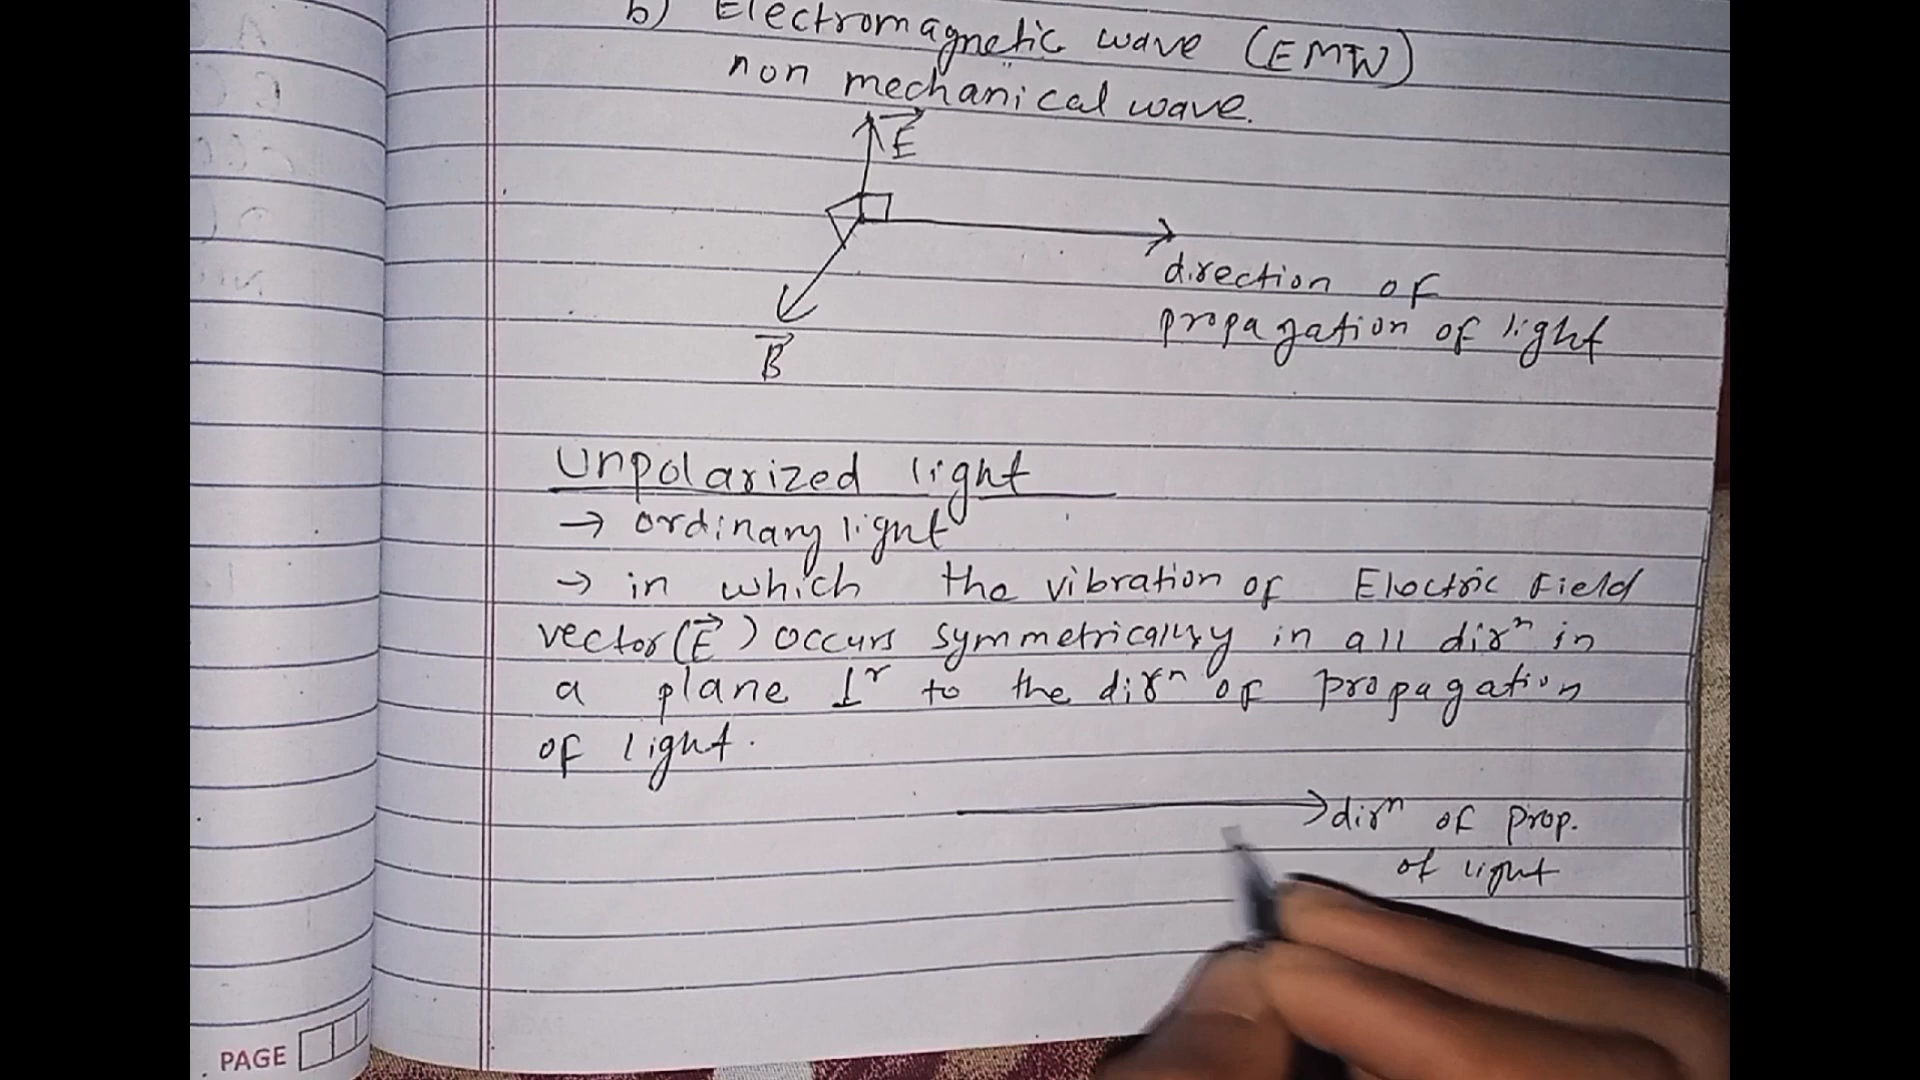 b) Electromagnetic wave (EMW)
non mechanical wave.
E
direction of
propagation of light
B
Unpolarized light
→ ordinary light
→ in which the vibration of Electric field
vector (E) occurs symmetrically in all dirⁿ in
a plane ⊥ʳ to the dirⁿ of propagation
of light.
dirⁿ of prop.
of light
PAGE